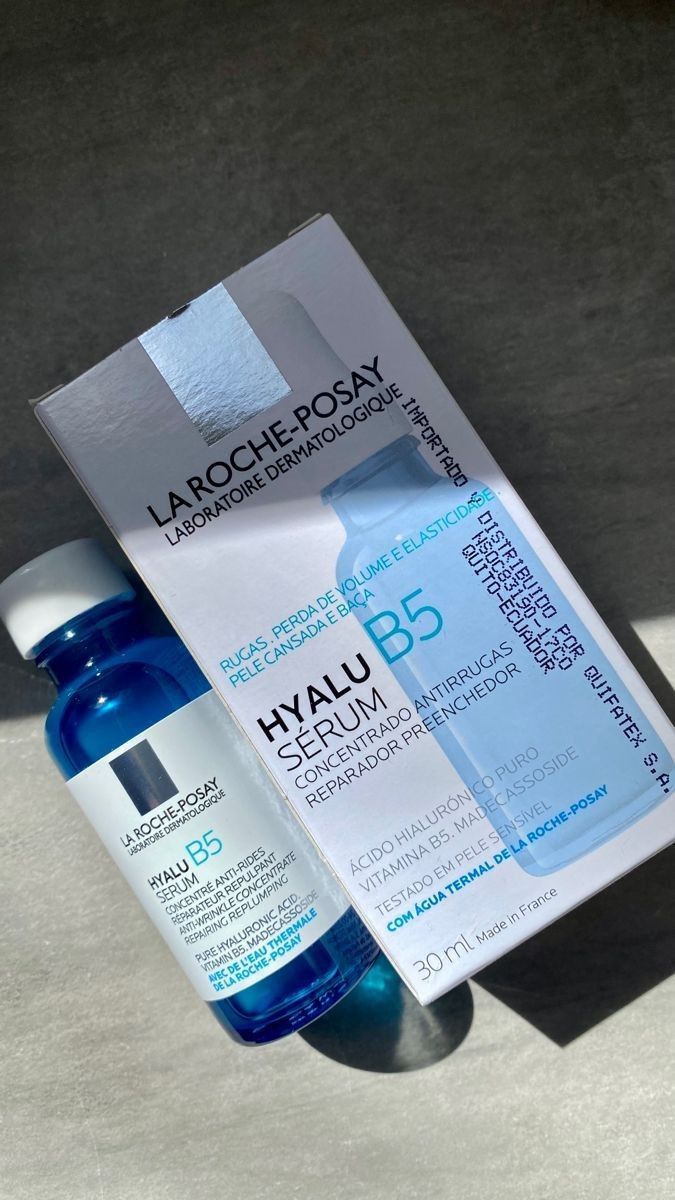 LA ROCHE-POSAY
LABORATOIRE DERMATOLOGIQUE
IMPORTADO Y DISTRIBUIDO POR QUIFATEX S.A.
NSOC83190-17CO
QUITO-ECUADOR
RUGAS. PERDA DE VOLUME E ELASTICIDADE
PELE CANSADA E BAÇA
HYALU B5
SÉRUM
CONCENTRADO ANTIRRUGAS
REPARADOR PREENCHEDOR
ÁCIDO HIALURÓNICO PURO
VITAMINA B5. MADECASSOSIDE
TESTADO EM PELE SENSÍVEL
COM ÁGUA TERMAL DE LA ROCHE-POSAY
30 ml Made in France
LA ROCHE-POSAY
LABORATOIRE DERMATOLOGIQUE
HYALU B5
SERUM
CONCENTRÉ ANTI-RIDES
RÉPARATEUR REPULPANT
ANTI-WRINKLE CONCENTRATE
REPAIRING REPLUMPING
PURE HYALURONIC ACID.
VITAMIN B5. MADECASSOSIDE
AVEC DE L'EAU THERMALE
DE LA ROCHE-POSAY